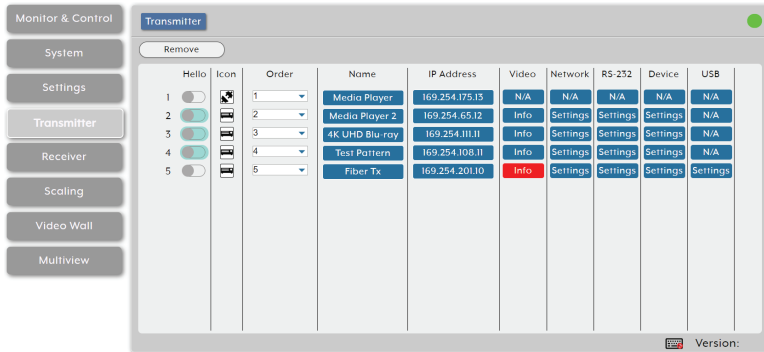 Monitor & Control
System
Settings
Transmitter
Receiver
Scaling
Video Wall
Multiview
Transmitter
Remove
Hello Icon Order Name IP Address Video Network RS-232 Device USB
1 1 Media Player 169.254.175.13 N/A N/A N/A N/A N/A
2 2 Media Player 2 169.254.65.12 Info Settings Settings Settings N/A
3 3 4K UHD Blu-ray 169.254.111.11 Info Settings Settings Settings N/A
4 4 Test Pattern 169.254.108.11 Info Settings Settings Settings N/A
5 5 Fiber Tx 169.254.201.10 Info Settings Settings Settings Settings
Version: